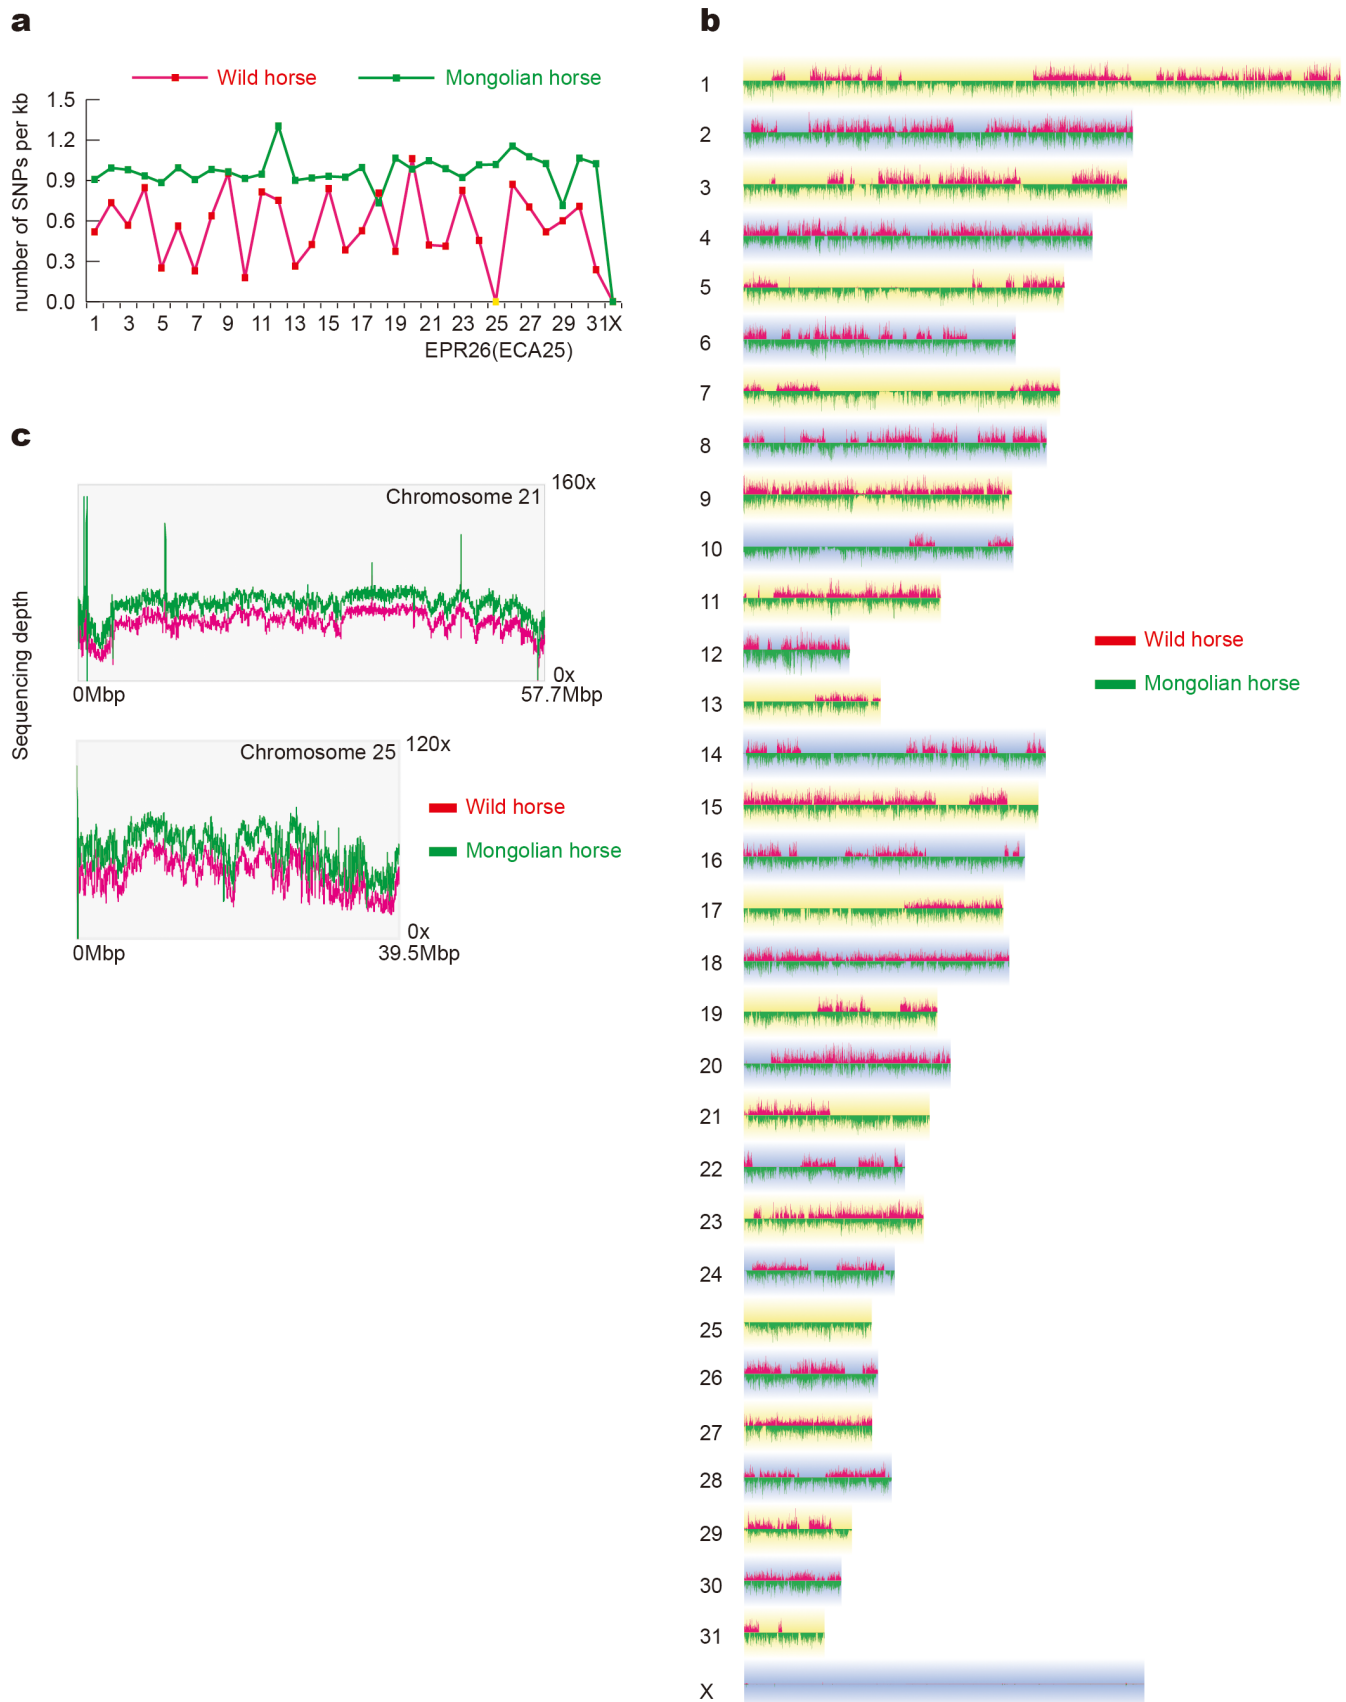 a
Wild horse
Mongolian horse
number of SNPs per kb
1.5
1.2
0.9
0.6
0.3
0.0
1 3 5 7 9 11 13 15 17 19 21 23 25 27 29 31X
EPR26(ECA25)
c
Sequencing depth
Chromosome 21
160x
0x
0Mbp
57.7Mbp
Chromosome 25
120x
Wild horse
Mongolian horse
0x
0Mbp
39.5Mbp
b
1
2
3
4
5
6
7
8
9
10
11
12
13
14
15
16
17
18
19
20
21
22
23
24
25
26
27
28
29
30
31
X
Wild horse
Mongolian horse